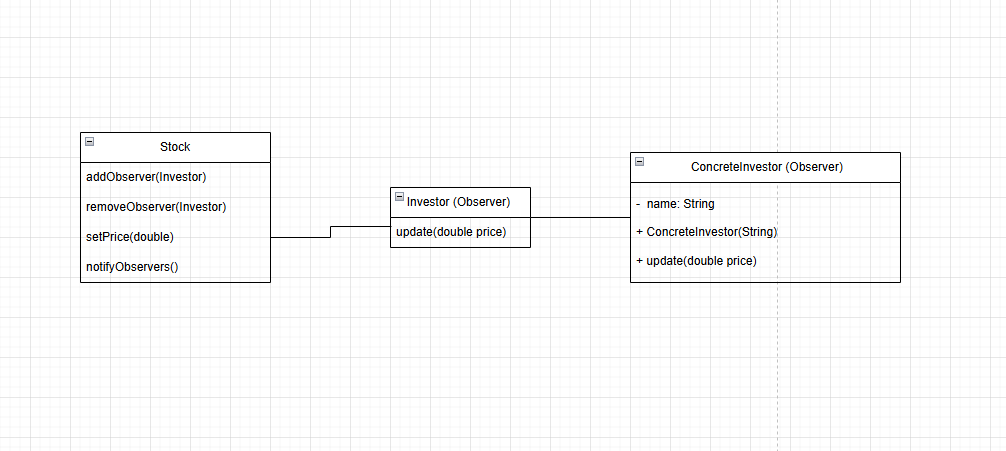 Stock
addObserver(Investor)
removeObserver(Investor)
setPrice(double)
notifyObservers()
Investor (Observer)
update(double price)
ConcreteInvestor (Observer)
- name: String
+ ConcreteInvestor(String)
+ update(double price)